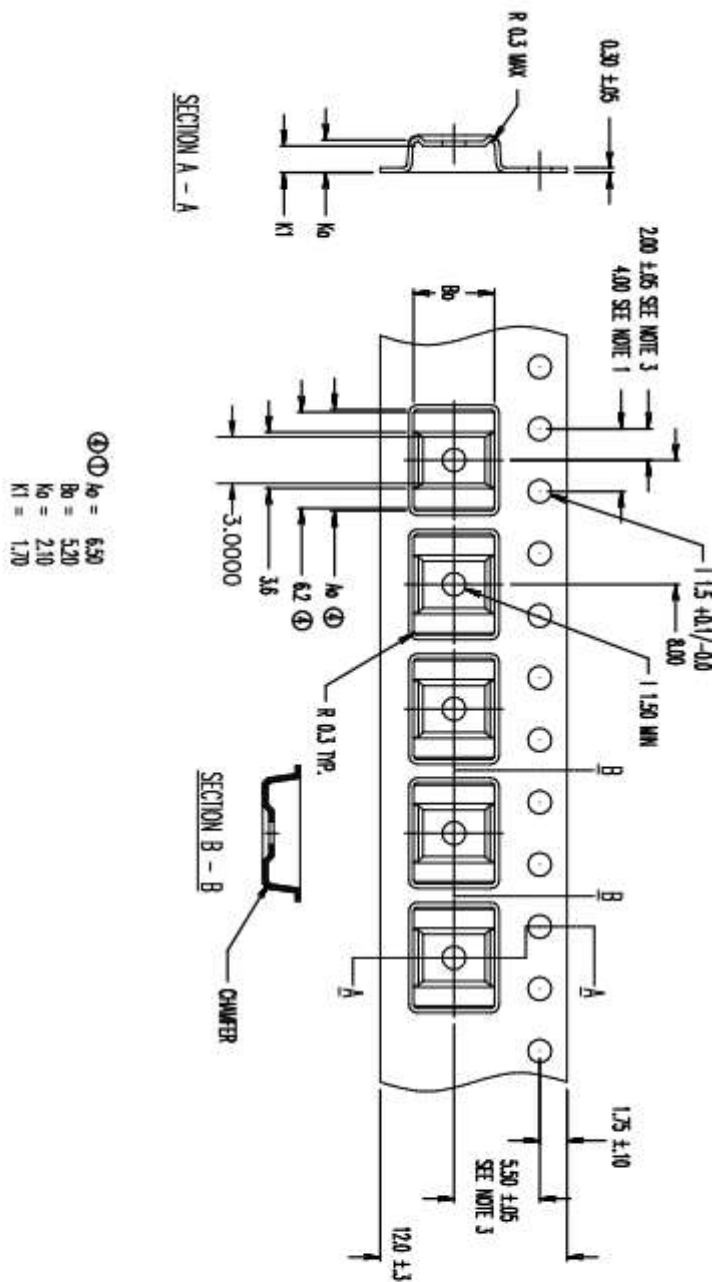 0.30 ±.05
R 0.3 MAX
SECTION A - A
Ko
K1
2.00 ±.05 SEE NOTE 3
4.00 SEE NOTE 1
1.5 +0.1/-0.0
8.00
1.50 MIN
Bo
Ao ④
6.2 ④
3.6
3.0000
R 0.3 TYP.
B
B
A
A
SECTION B - B
CHAMFER
1.75 ±.10
5.50 ±.05
SEE NOTE 3
12.0 ±.3
④① Ao = 6.50
Bo = 5.20
Ko = 2.10
K1 = 1.70